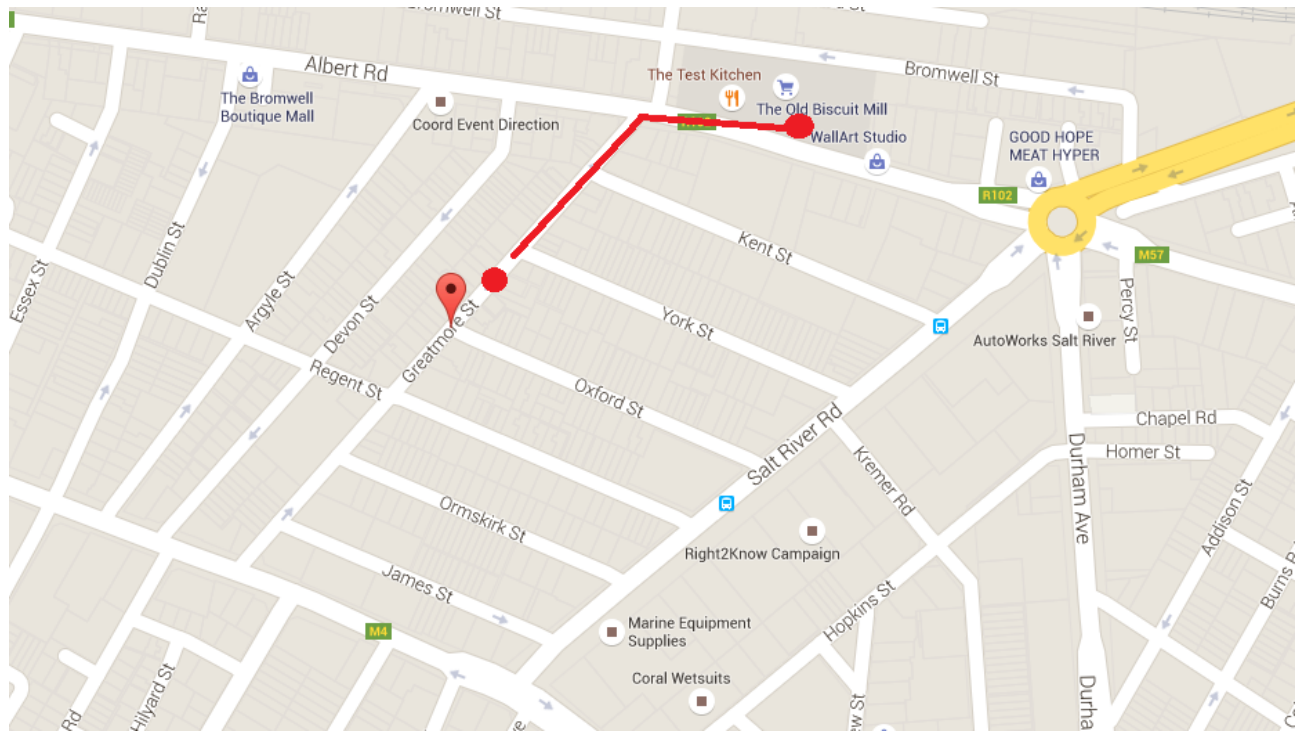 Bromwell St
Albert Rd
The Test Kitchen
Bromwell St
The Bromwell
Boutique Mall
Coord Event Direction
The Old Biscuit Mill
WallArt Studio
GOOD HOPE
MEAT HYPER
R102
Kent St
M57
Essex St
Dublin St
Argyle St
Devon St
Greatmore St
York St
Percy St
AutoWorks Salt River
Regent St
Oxford St
Salt River Rd
Chapel Rd
Homer St
Kremer Rd
Durham Ave
Addison St
Ormskirk St
Right2Know Campaign
James St
Hopkins St
Burns
M4
Marine Equipment
Supplies
Coral Wetsuits
Hilyard St
Rd
Durha
ew St